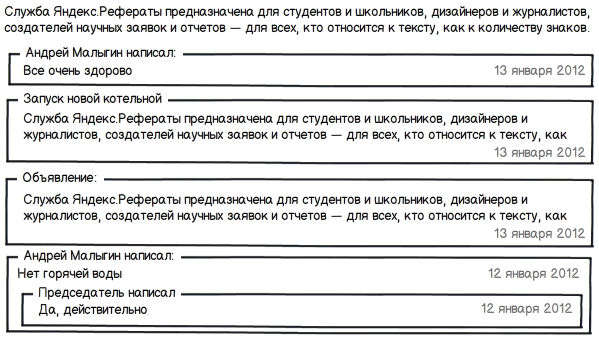 Служба Яндекс.Рефераты предназначена для студентов и школьников, дизайнеров и журналистов,
создателей научных заявок и отчетов — для всех, кто относится к тексту, как к количеству знаков.
Андрей Малыгин написал:
Все очень здорово 13 января 2012
Запуск новой котельной
Служба Яндекс.Рефераты предназначена для студентов и школьников, дизайнеров и
журналистов, создателей научных заявок и отчетов — для всех, кто относится к тексту, как
13 января 2012
Объявление:
Служба Яндекс.Рефераты предназначена для студентов и школьников, дизайнеров и
журналистов, создателей научных заявок и отчетов — для всех, кто относится к тексту, как
13 января 2012
Андрей Малыгин написал:
Нет горячей воды 12 января 2012
Председатель написал
Да, действительно 12 января 2012